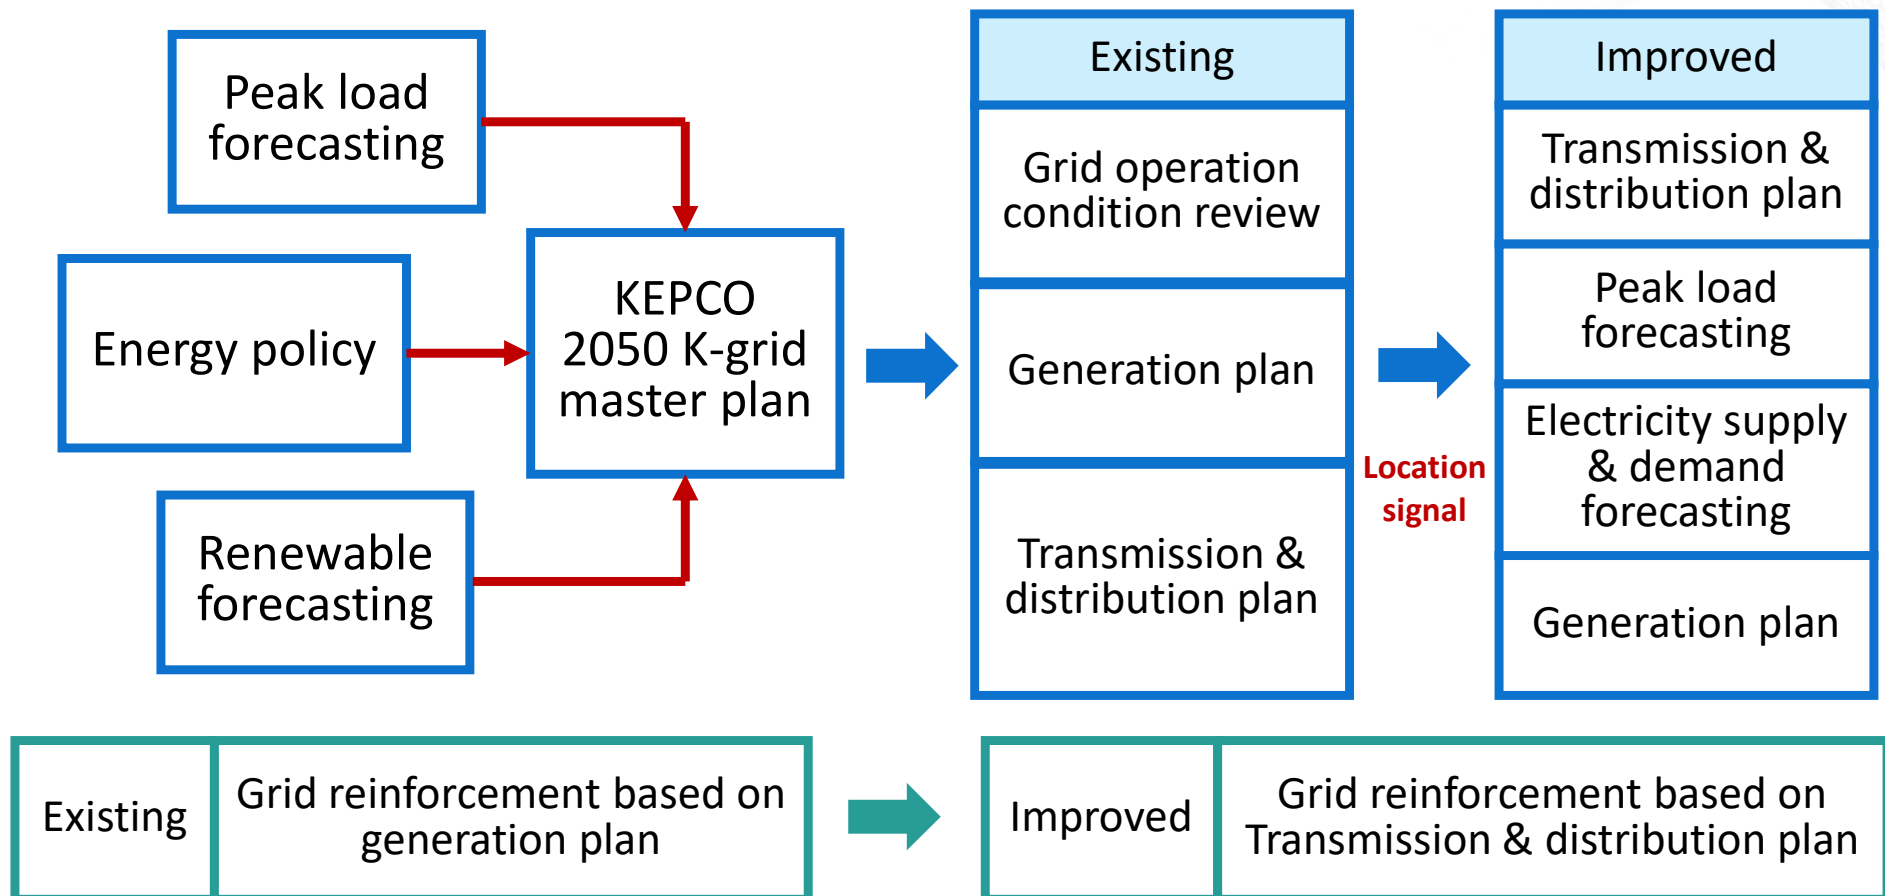 Peak load
forecasting
Energy policy
Renewable
forecasting
KEPCO
2050 K-grid
master plan
Existing
Grid operation
condition review
Generation plan
Transmission &
distribution plan
Location
signal
Improved
Transmission &
distribution plan
Peak load
forecasting
Electricity supply
& demand
forecasting
Generation plan
Existing
Grid reinforcement based on
generation plan
Improved
Grid reinforcement based on
Transmission & distribution plan